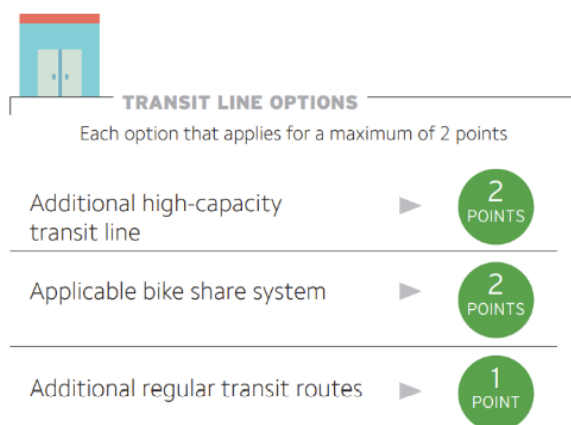 TRANSIT LINE OPTIONS
Each option that applies for a maximum of 2 points
Additional high-capacity
transit line
2
POINTS
Applicable bike share system
2
POINTS
Additional regular transit routes
1
POINT